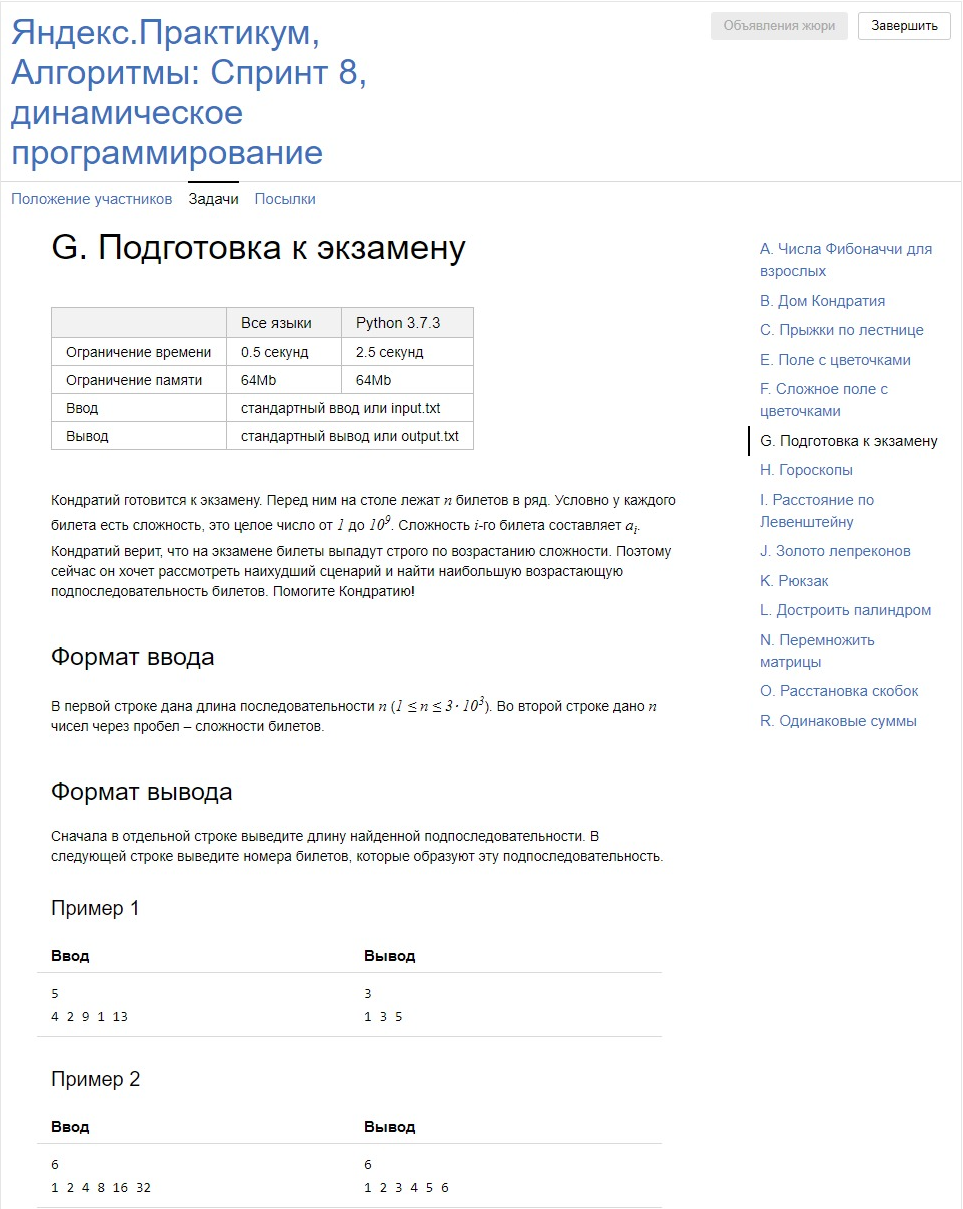 Яндекс.Практикум,
Алгоритмы: Спринт 8,
динамическое
программирование
Объявления жюри
Завершить
Положение участников Задачи Посылки
G. Подготовка к экзамену
Все языки Python 3.7.3
Ограничение времени 0.5 секунд 2.5 секунд
Ограничение памяти 64Mb 64Mb
Ввод стандартный ввод или input.txt
Вывод стандартный вывод или output.txt
Кондратий готовится к экзамену. Перед ним на столе лежат n билетов в ряд. Условно у каждого
билета есть сложность, это целое число от 1 до 10^9. Сложность i-го билета составляет a_i.
Кондратий верит, что на экзамене билеты выпадут строго по возрастанию сложности. Поэтому
сейчас он хочет рассмотреть наихудший сценарий и найти наибольшую возрастающую
подпоследовательность билетов. Помогите Кондратию!
Формат ввода
В первой строке дана длина последовательности n (1 ≤ n ≤ 3· 10^3). Во второй строке дано n
чисел через пробел – сложности билетов.
Формат вывода
Сначала в отдельной строке выведите длину найденной подпоследовательности. В
следующей строке выведите номера билетов, которые образуют эту подпоследовательность.
Пример 1
Ввод Вывод
5 3
4 2 9 1 13 1 3 5
Пример 2
Ввод Вывод
6 6
1 2 4 8 16 32 1 2 3 4 5 6
A. Числа Фибоначчи для
взрослых
B. Дом Кондратия
C. Прыжки по лестнице
E. Поле с цветочками
F. Сложное поле с
цветочками
G. Подготовка к экзамену
H. Гороскопы
I. Расстояние по
Левенштейну
J. Золото лепреконов
K. Рюкзак
L. Достроить палиндром
N. Перемножить
матрицы
O. Расстановка скобок
R. Одинаковые суммы